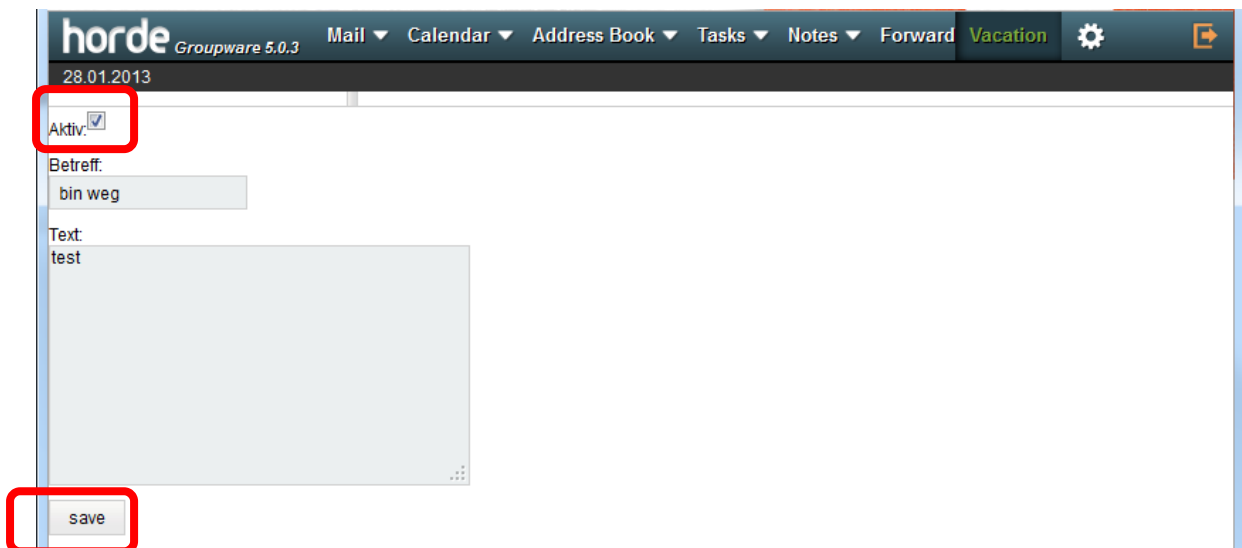 horde Groupware 5.0.3 Mail Calendar Address Book Tasks Notes Forward Vacation
28.01.2013
Aktiv:
Betreff:
bin weg
Text:
test
save